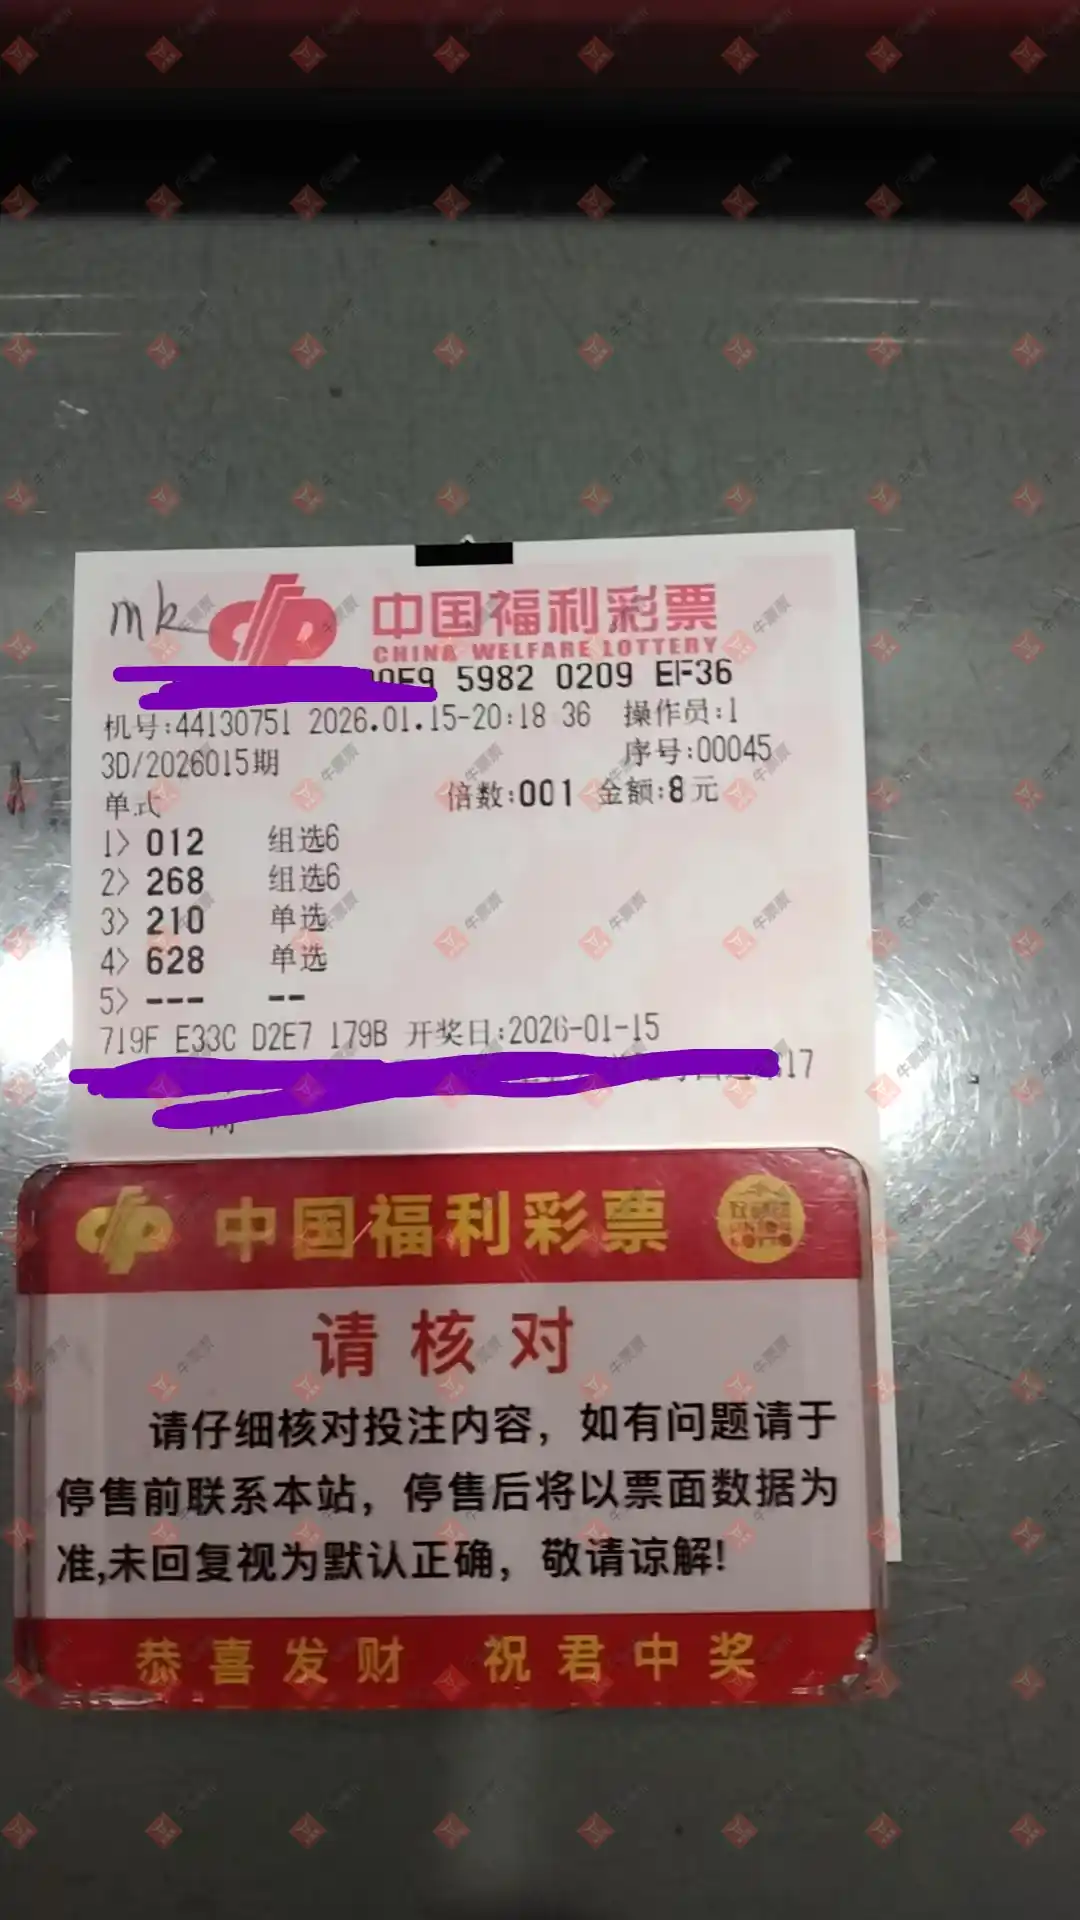 mk
中国福利彩票
CHINA WELFARE LOTTERY
5982 0209 EF36
机号:44130751 2026.01.15-20:18 36 操作员:1
3D/2026015期 序号:00045
单式 倍数:001 金额:8元
1> 012 组选6
2> 268 组选6
3> 210 单选
4> 628 单选
5> --- --
719F E33C D2E7 179B 开奖日:2026-01-15
17
中国福利彩票
请核对
请仔细核对投注内容，如有问题请于
停售前联系本站，停售后将以票面数据为
准,未回复视为默认正确，敬请谅解!
恭喜发财 祝君中奖